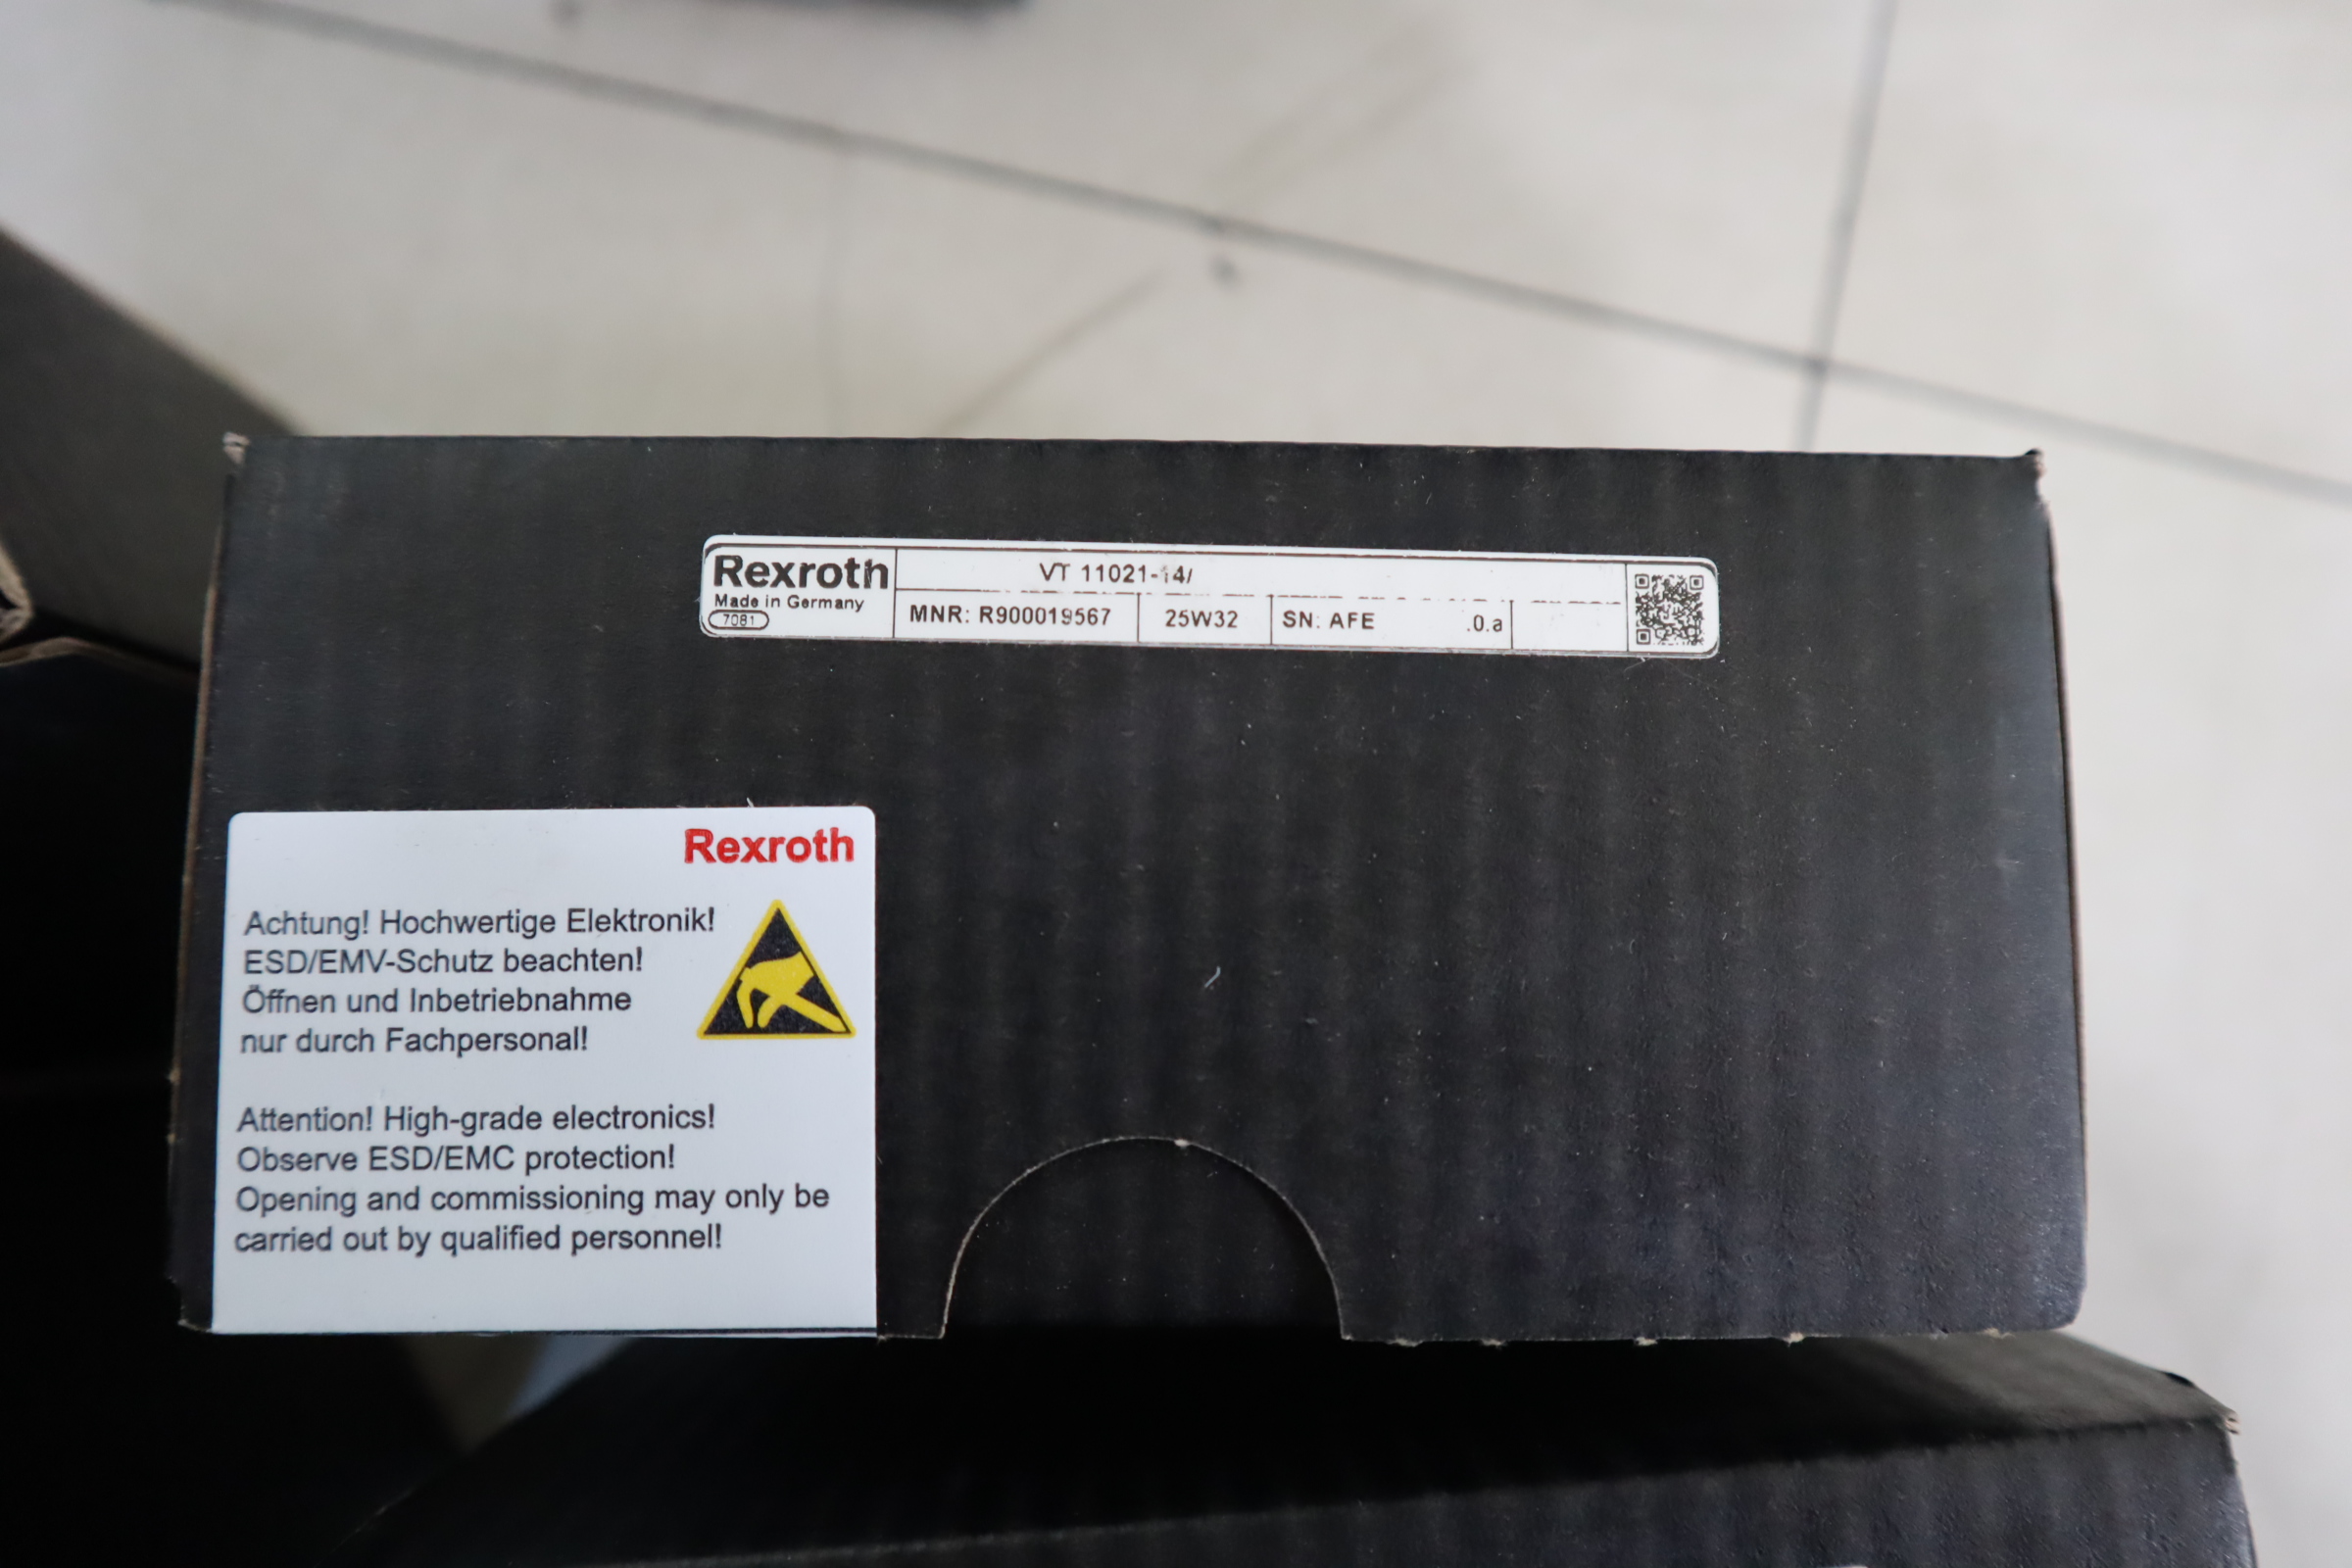 Rexroth
Made in Germany
7081
VT 11021-14/
MNR: R900019567
25W32
SN: AFE .0.a
Rexroth
Achtung! Hochwertige Elektronik!
ESD/EMV-Schutz beachten!
Öffnen und Inbetriebnahme
nur durch Fachpersonal!
Attention! High-grade electronics!
Observe ESD/EMC protection!
Opening and commissioning may only be
carried out by qualified personnel!